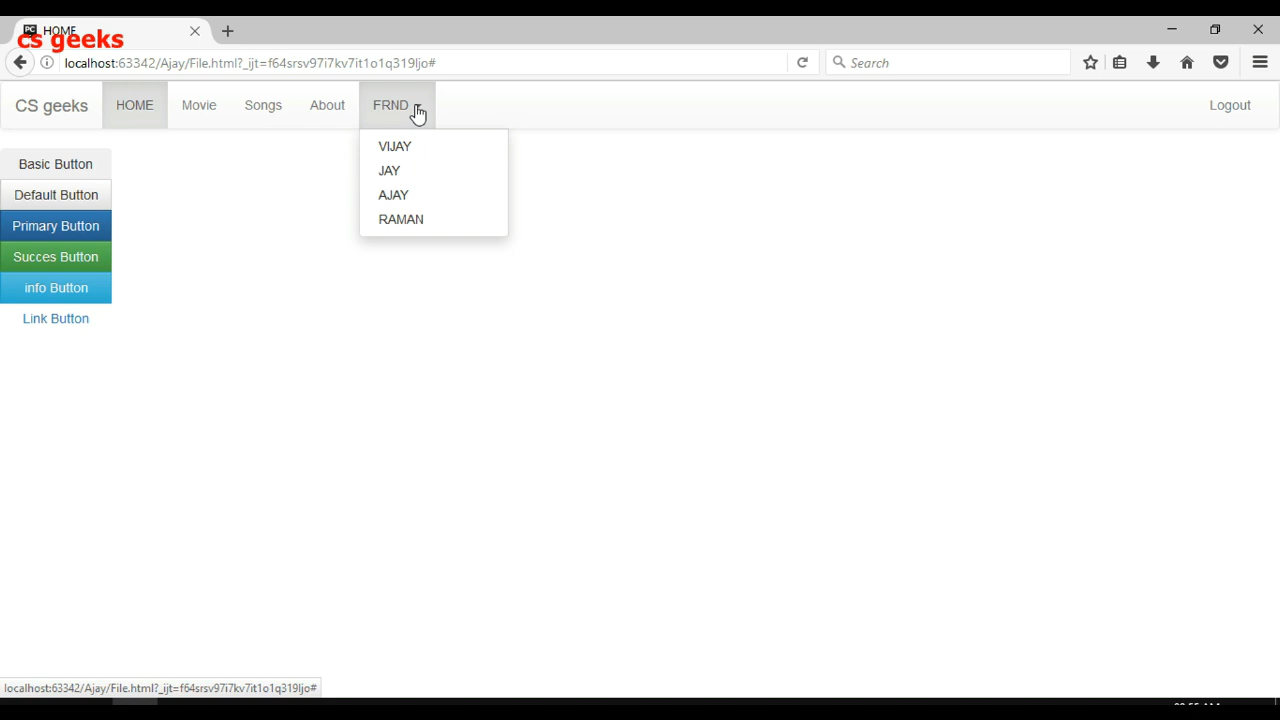 HOME
cs geeks
localhost:63342/Ajay/File.html?_ijt=f64srsv97i7kv7it1o1q319ljo#
Search
CS geeks HOME Movie Songs About FRND Logout
VIJAY
JAY
AJAY
RAMAN
Basic Button
Default Button
Primary Button
Succes Button
info Button
Link Button
localhost:63342/Ajay/File.html?_ijt=f64srsv97i7kv7it1o1q319ljo#